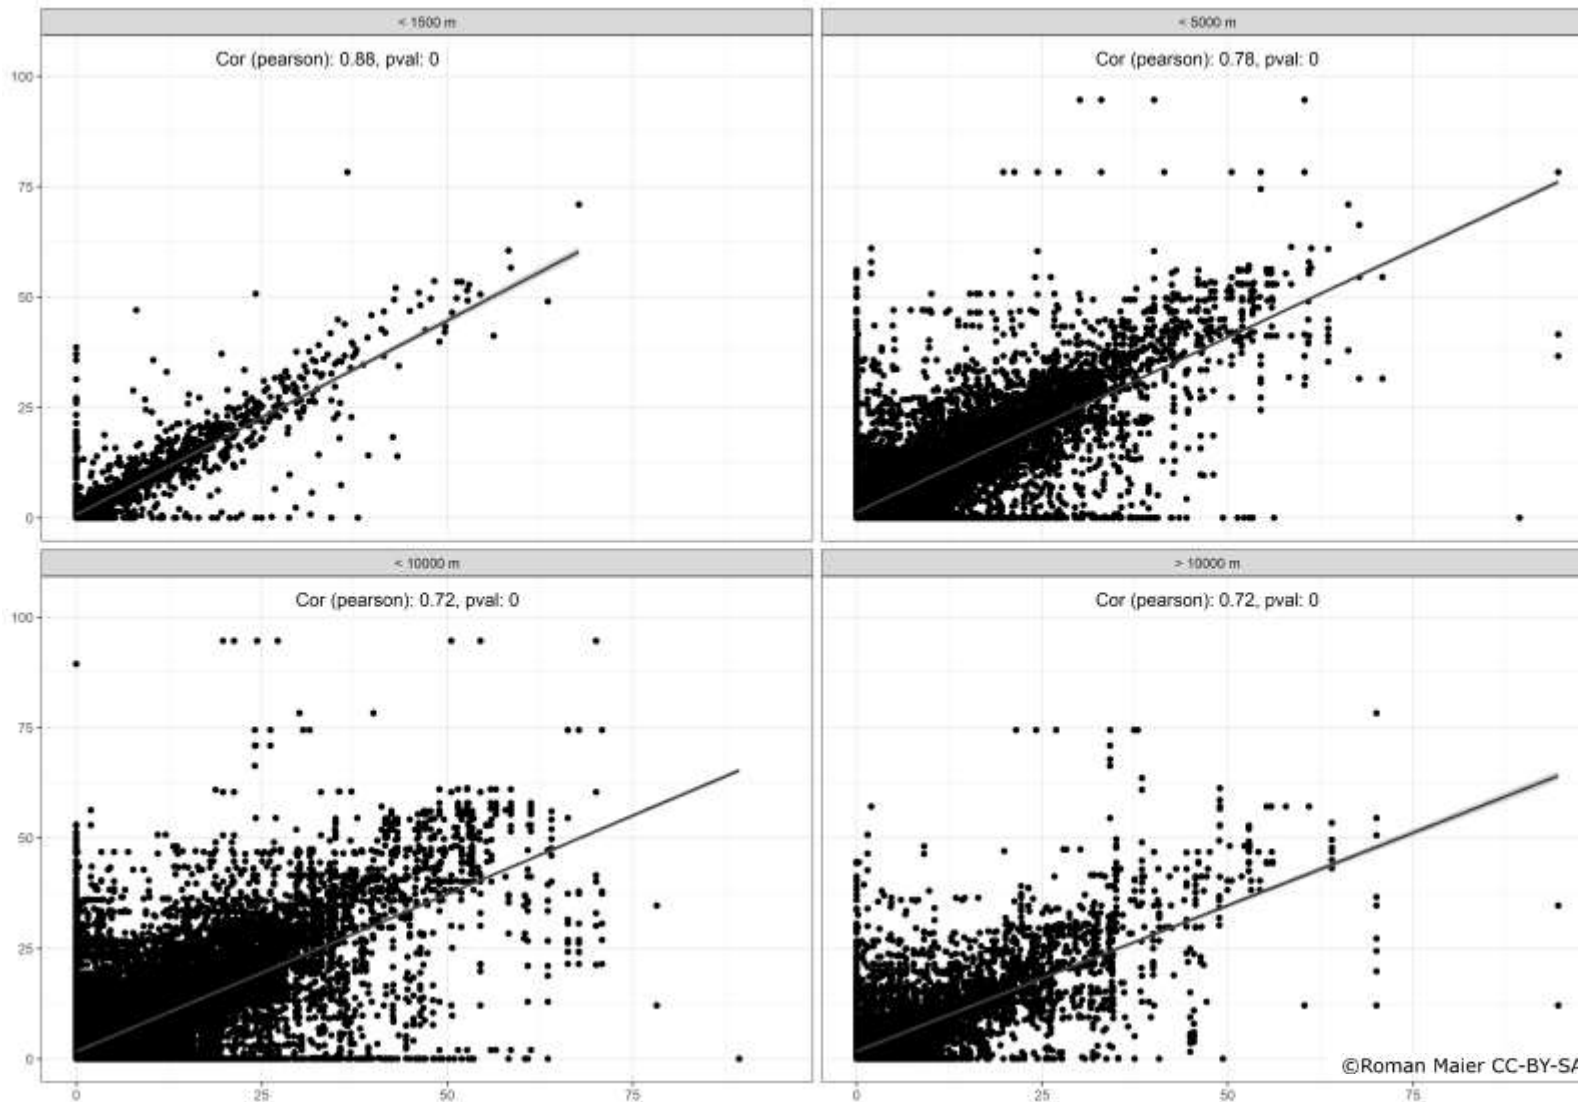 < 1500 m
< 5000 m
Cor (pearson): 0.88, pval: 0
Cor (pearson): 0.78, pval: 0
100
75
50
25
0
< 10000 m
> 10000 m
Cor (pearson): 0.72, pval: 0
Cor (pearson): 0.72, pval: 0
100
75
50
25
0
©Roman Maier CC-BY-SA
0
25
50
75
0
25
50
75